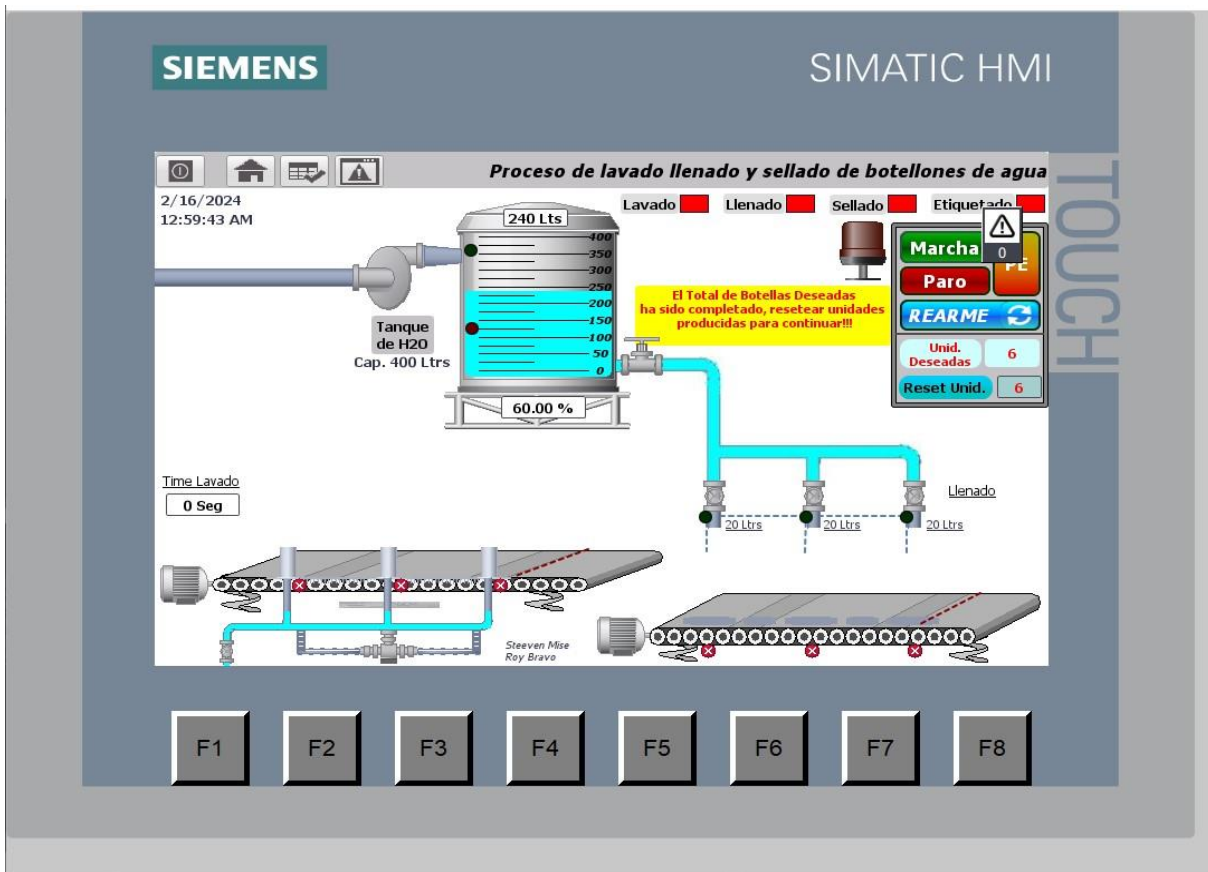 SIEMENS
SIMATIC HMI
TOUCH
Proceso de lavado llenado y sellado de botellones de agua
2/16/2024
12:59:43 AM
Lavado
Llenado
Sellado
Etiquetado
240 Lts
400
350
300
250
200
150
100
50
0
60.00 %
Tanque
de H2O
Cap. 400 Ltrs
El Total de Botellas Deseadas
ha sido completado, resetear unidades
producidas para continuar!!!
Marcha
0
PE
Paro
REARME
Unid.
Deseadas
6
Reset Unid.
6
Time Lavado
0 Seg
Llenado
20 Ltrs
20 Ltrs
20 Ltrs
Steeven Mise
Roy Bravo
F1
F2
F3
F4
F5
F6
F7
F8